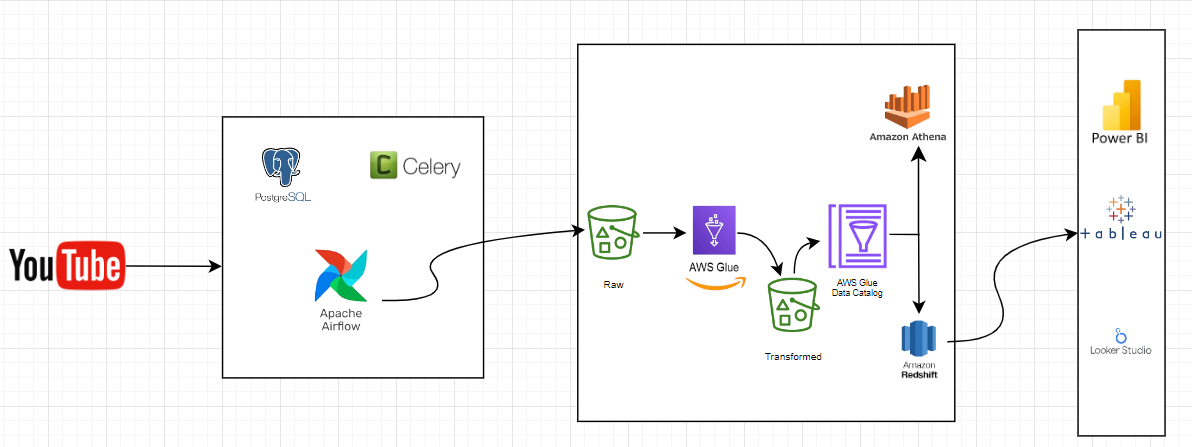 YouTube
PostgreSQL
C Celery
Apache
Airflow
Raw
AWS Glue
Transformed
AWS Glue
Data Catalog
Amazon Athena
Amazon
Redshift
Power BI
+ableau
Looker Studio